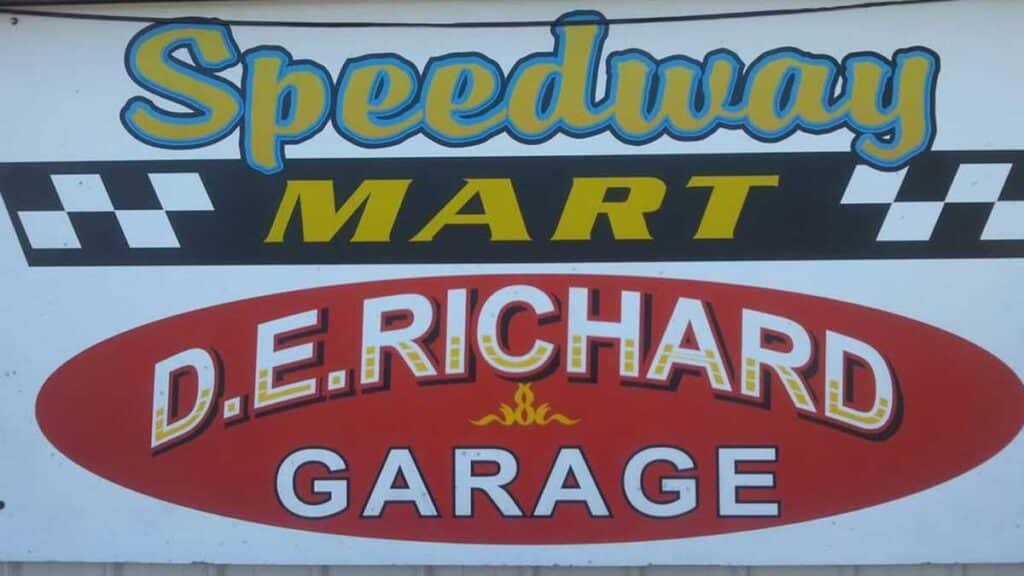 Speedway
MART
D.E. RICHARD
GARAGE